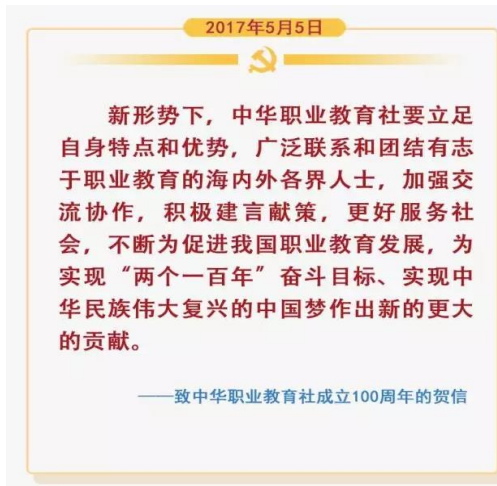 2017年5月5日
新形势下，中华职业教育社要立足
自身特点和优势，广泛联系和团结有志
于职业教育的海内外各界人士，加强交
流协作，积极建言献策，更好服务社
会，不断为促进我国职业教育发展，为
实现“两个一百年”奋斗目标、实现中
华民族伟大复兴的中国梦作出新的更大
的贡献。
——致中华职业教育社成立100周年的贺信